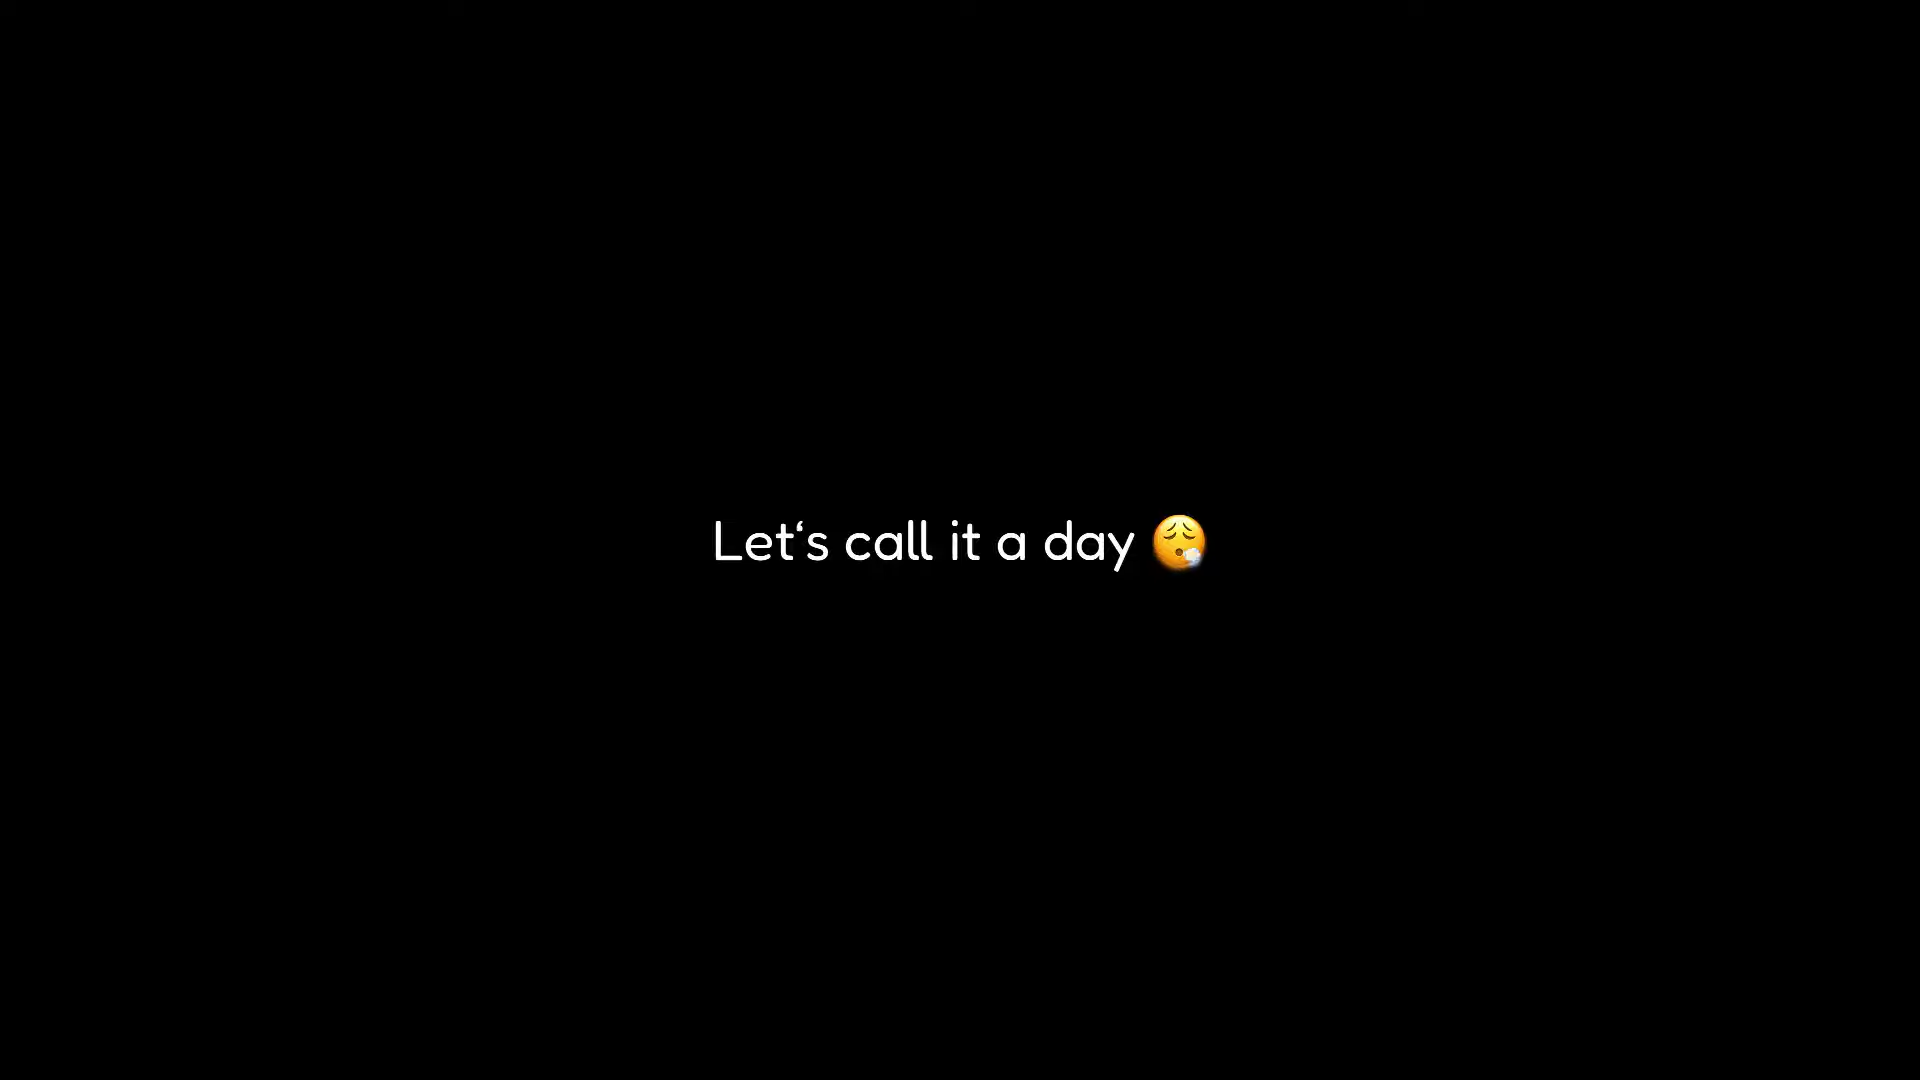 Let‘s call it a day 😮‍💨